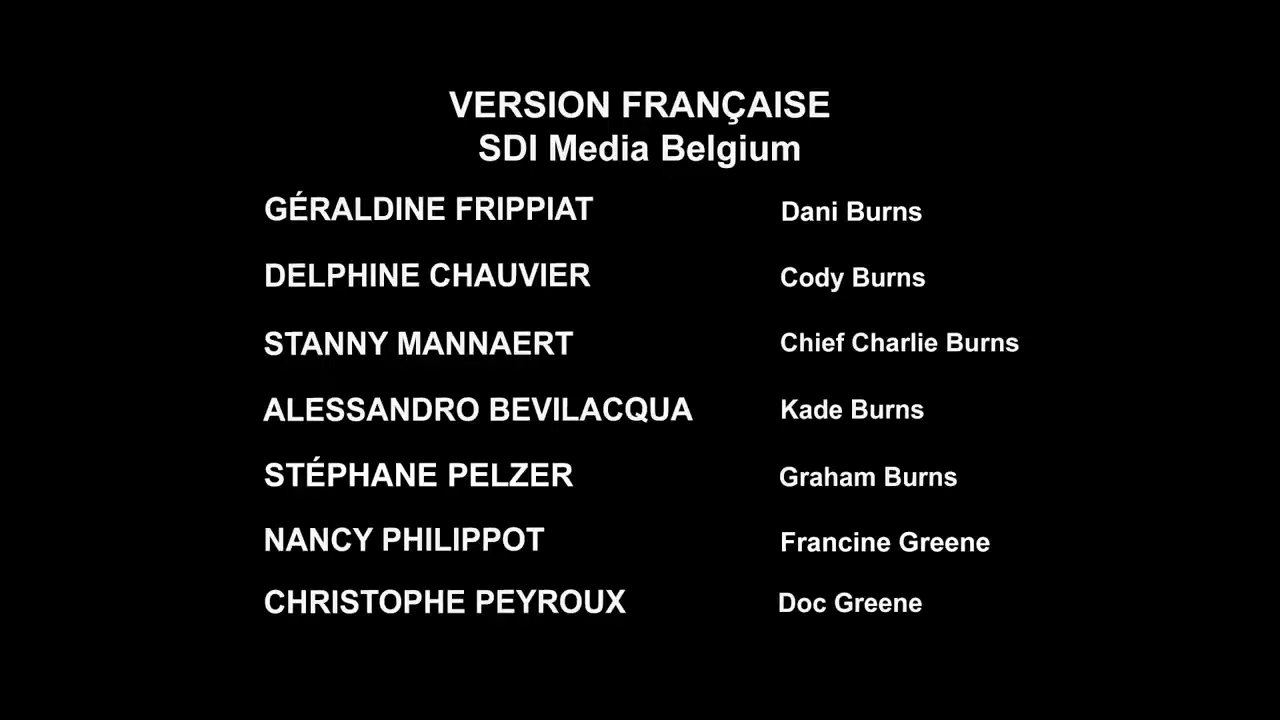 VERSION FRANÇAISE
SDI Media Belgium
GÉRALDINE FRIPPIAT Dani Burns
DELPHINE CHAUVIER Cody Burns
STANNY MANNAERT Chief Charlie Burns
ALESSANDRO BEVILACQUA Kade Burns
STÉPHANE PELZER Graham Burns
NANCY PHILIPPOT Francine Greene
CHRISTOPHE PEYROUX Doc Greene